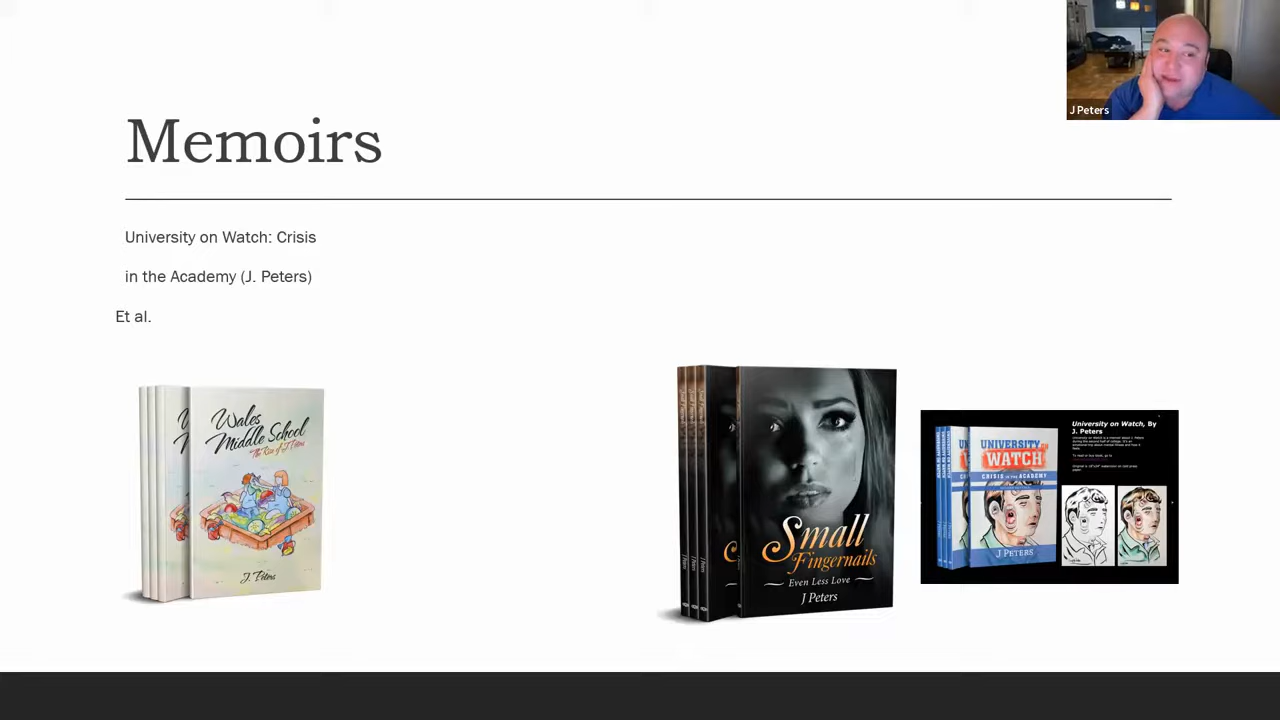 J Peters
Memoirs
University on Watch: Crisis
in the Academy (J. Peters)
Et al.
Wales
Middle School
J. Peters
Small
Fingernails
Even Less Love
J Peters
UNIVERSITY
ON
WATCH
CRISIS IN THE ACADEMY
J PETERS
University on Watch, By
J. Peters